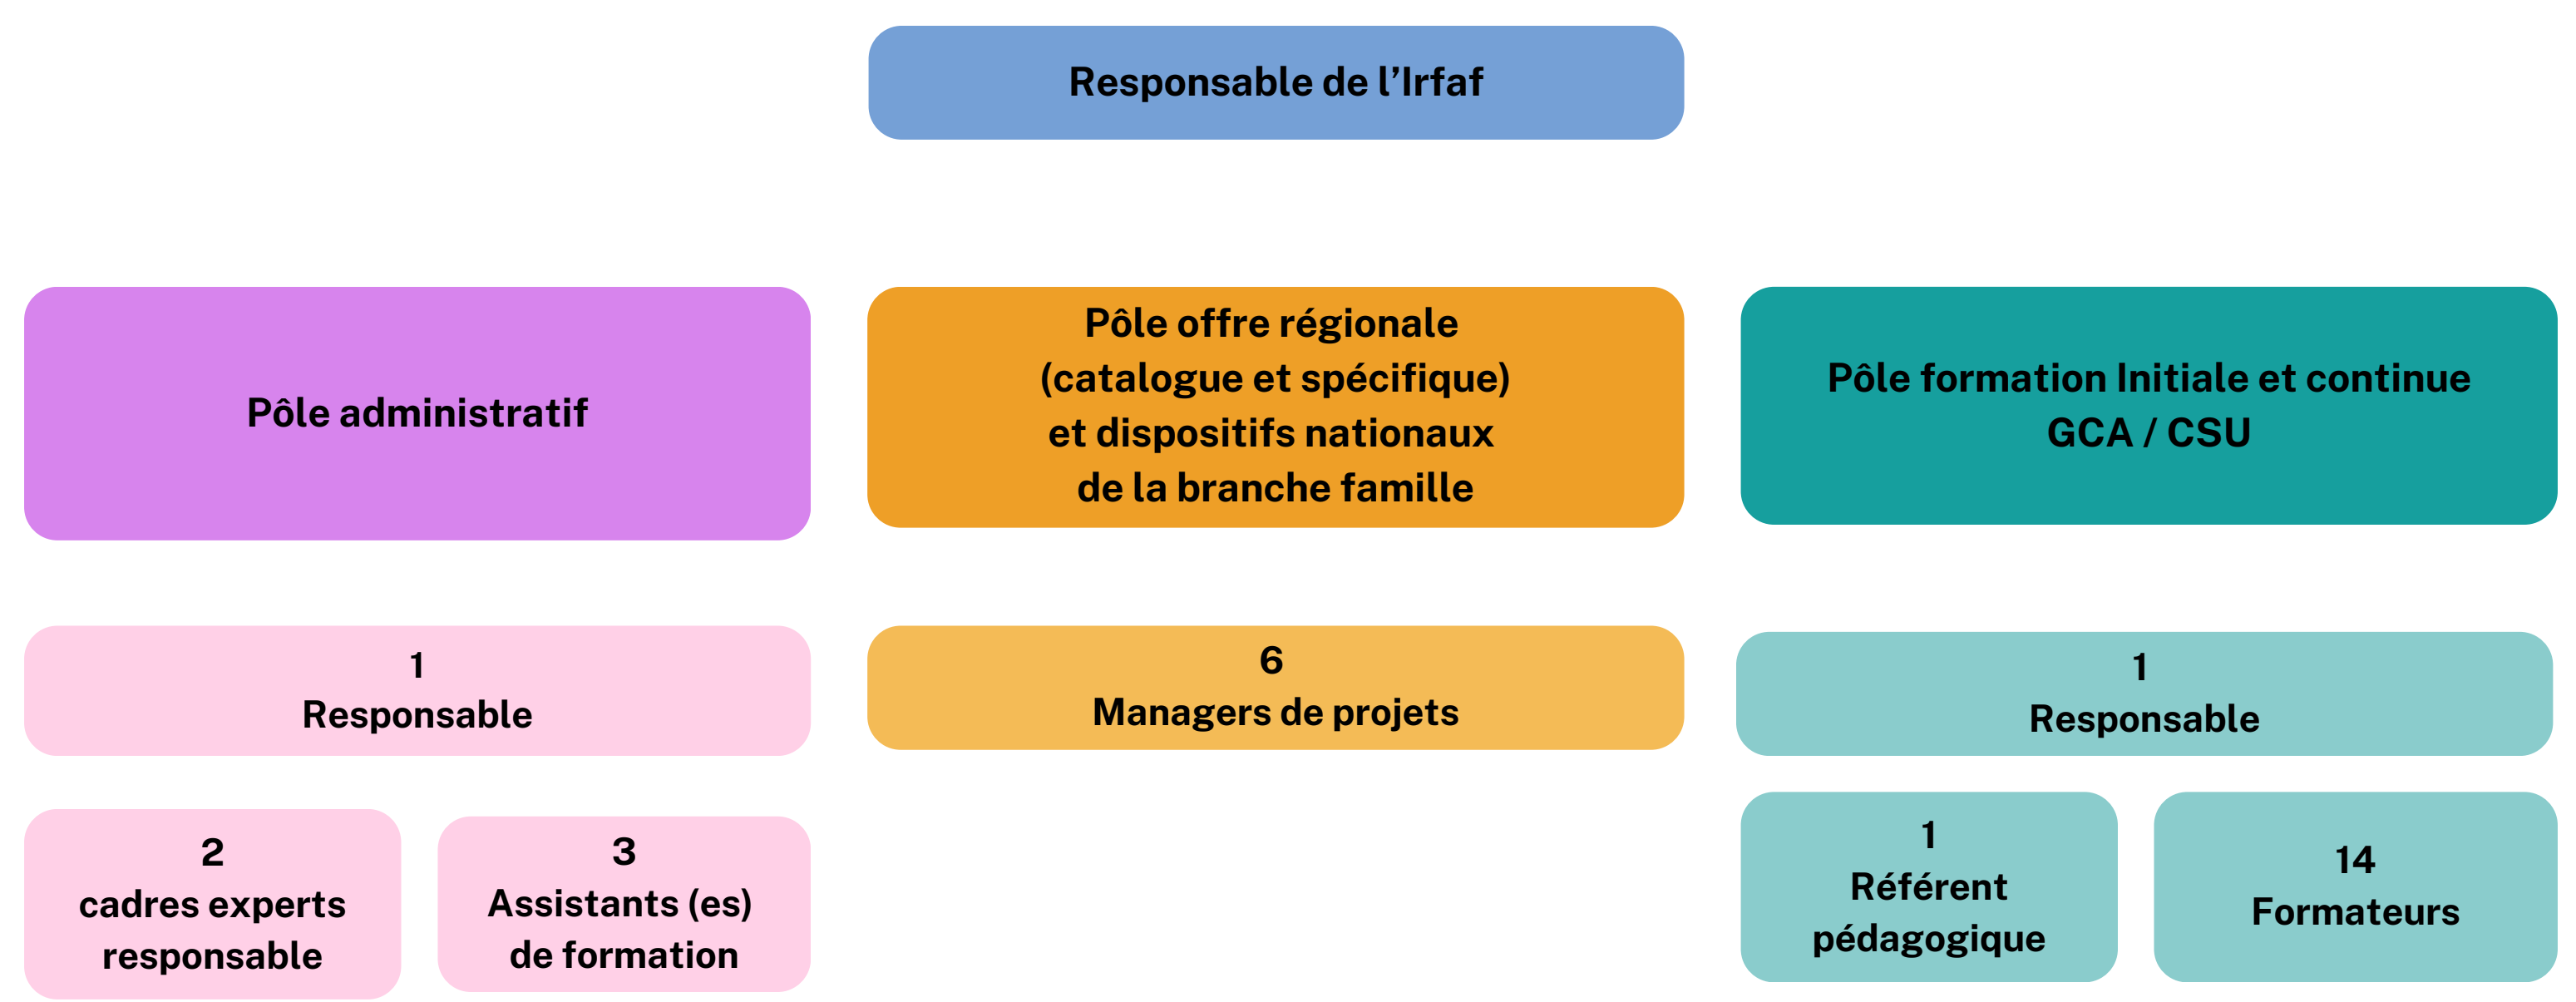 Responsable de l’Irfaf
Pôle administratif
Pôle offre régionale
(catalogue et spécifique)
et dispositifs nationaux
de la branche famille
Pôle formation Initiale et continue
GCA / CSU
1
Responsable
6
Managers de projets
1
Responsable
2
cadres experts
responsable
3
Assistants (es)
de formation
1
Référent
pédagogique
14
Formateurs